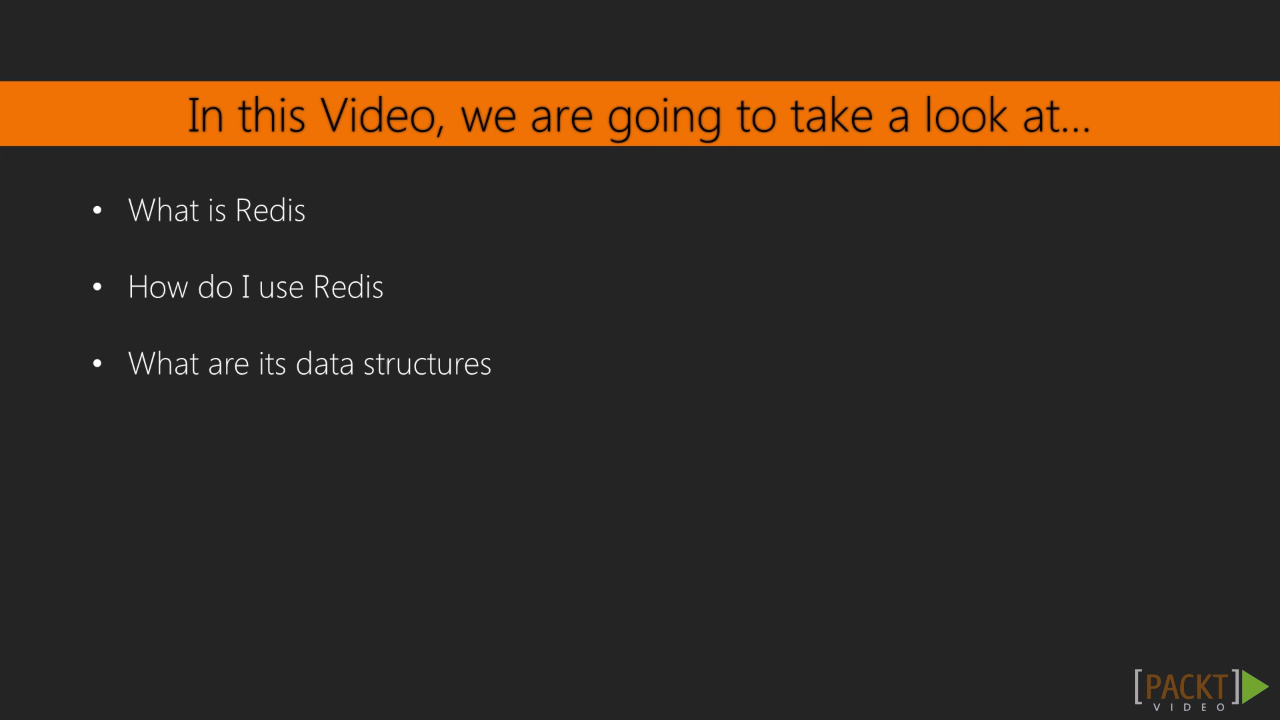 In this Video, we are going to take a look at...
• What is Redis
• How do I use Redis
• What are its data structures
[PACKT]
VIDEO